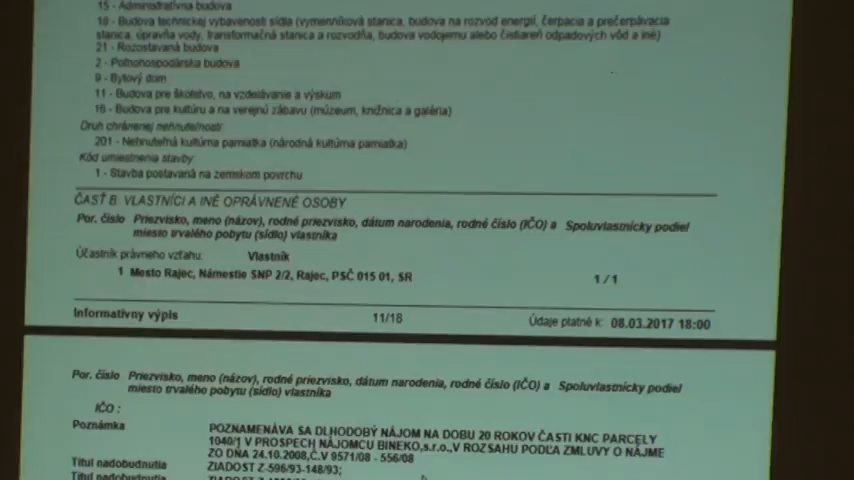 15 - Administratívna budova
18 - Budova technickej vybavenosti sídla (výmenníková stanica, budova na rozvod energií, čerpacia a prečerpávacia
stanica, úpravňa vody, transformačná stanica a rozvodňa, budova vodojemu alebo čistiareň odpadových vôd a iné)
21 - Rozostavaná budova
2 - Poľnohospodárska budova
9 - Bytový dom
11 - Budova pre školstvo, na vzdelávanie a výskum
16 - Budova pre kultúru a na verejnú zábavu (múzeum, knižnica a galéria)
Druh chránenej nehnuteľnosti
201 - Nehnuteľná kultúrna pamiatka (národná kultúrna pamiatka)
Kód umiestnenia stavby
1 - Stavba postavaná na zemskom povrchu
ČASŤ B: VLASTNÍCI A INÉ OPRÁVNENÉ OSOBY
Por. číslo Priezvisko, meno (názov), rodné priezvisko, dátum narodenia, rodné číslo (IČO) a Spoluvlastnícky podiel
miesto trvalého pobytu (sídlo) vlastníka
Účastník právneho vzťahu: Vlastník
1 Mesto Rajec, Námestie SNP 2/2, Rajec, PSČ 015 01, SR 1 / 1
Informatívny výpis 11/18 Údaje platné k: 08.03.2017 18:00
Por. číslo Priezvisko, meno (názov), rodné priezvisko, dátum narodenia, rodné číslo (IČO) a Spoluvlastnícky podiel
miesto trvalého pobytu (sídlo) vlastníka
IČO :
Poznámka POZNAMENÁVA SA DLHODOBÝ NÁJOM NA DOBU 20 ROKOV ČASTI KNC PARCELY
1040/1 V PROSPECH NÁJOMCU BINEKO,s.r.o.,V ROZSAHU PODĽA ZMLUVY O NÁJME
ZO DŇA 24.10.2008,Č.V 9571/08 - 556/08
Titul nadobudnutia ŽIADOSŤ Z-596/93-148/93;
Titul nadobudnutia